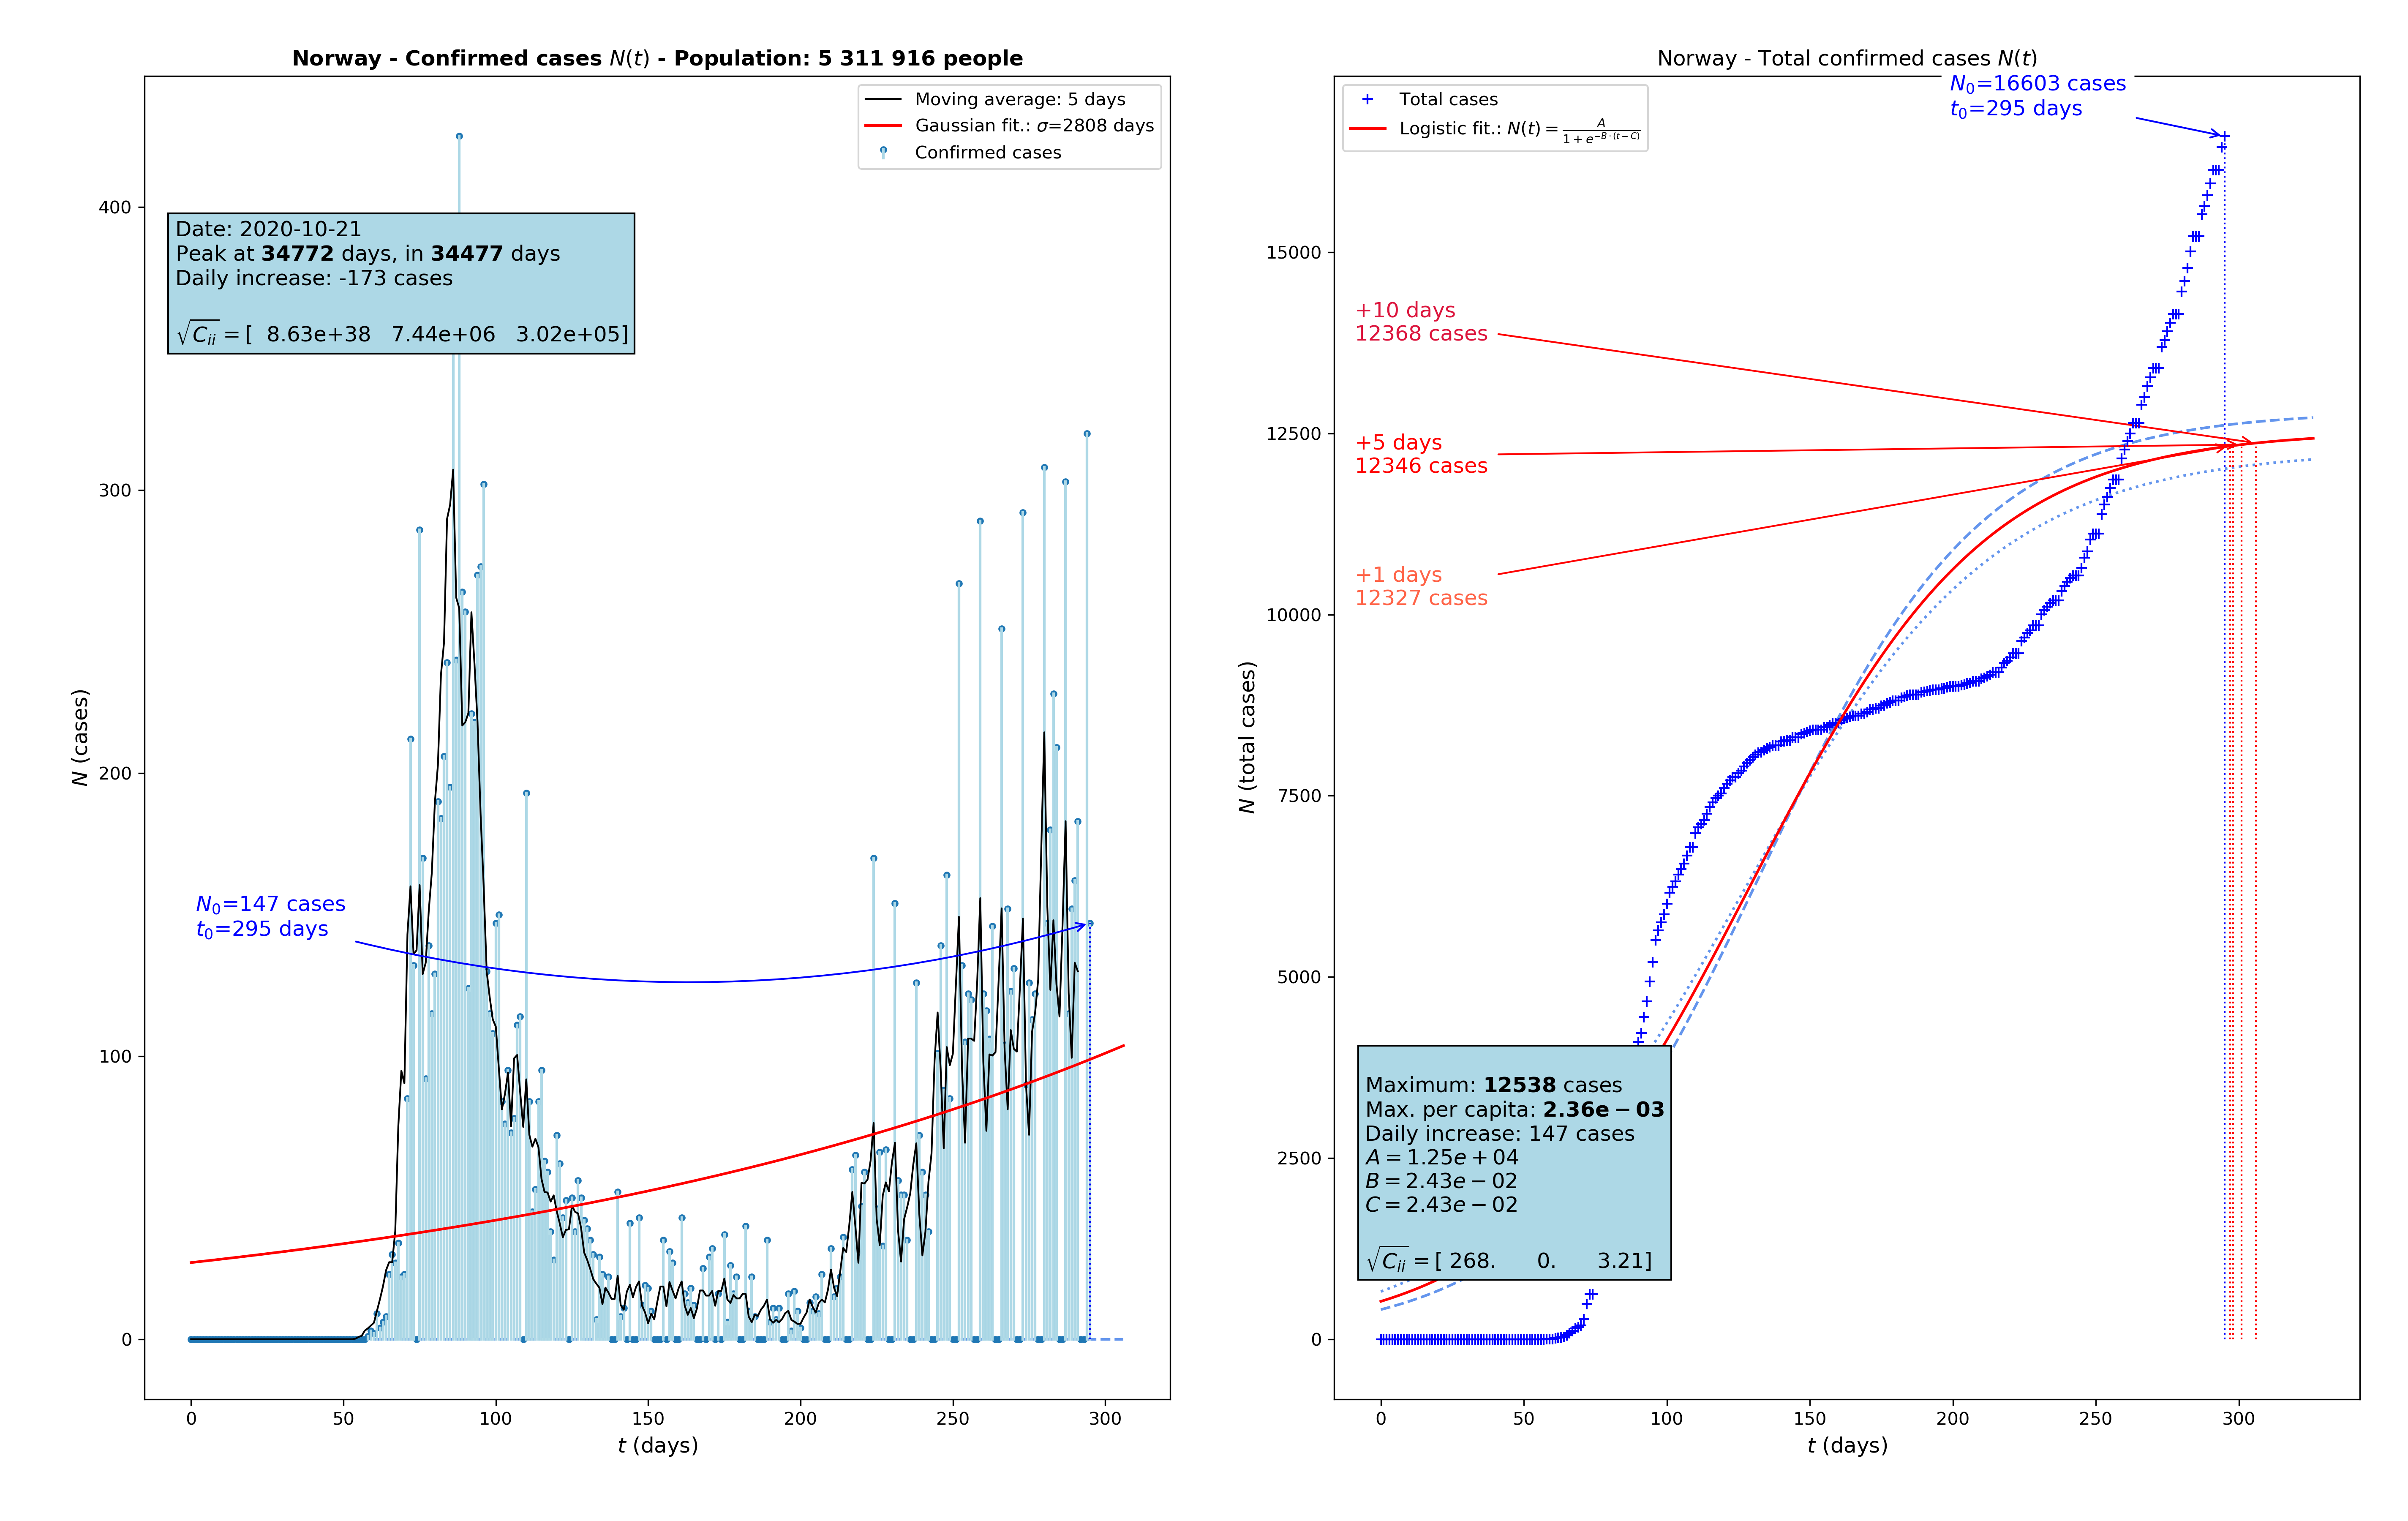 Norway - Confirmed cases N(t) - Population: 5 311 916 people
Moving average: 5 days
Gaussian fit.: σ=2808 days
Confirmed cases
Date: 2020-10-21
Peak at 34772 days, in 34477 days
Daily increase: -173 cases
√C_ii = [ 8.63e+38 7.44e+06 3.02e+05]
N_0=147 cases
t_0=295 days
400
300
200
100
0
N (cases)
0 50 100 150 200 250 300
t (days)
Norway - Total confirmed cases N(t)
Total cases
Logistic fit.: N(t) = A / (1 + e^{-B·(t-C)})
N_0=16603 cases
t_0=295 days
+10 days
12368 cases
+5 days
12346 cases
+1 days
12327 cases
Maximum: 12538 cases
Max. per capita: 2.36e − 03
Daily increase: 147 cases
A = 1.25e + 04
B = 2.43e − 02
C = 2.43e − 02
√C_ii = [ 268. 0. 3.21]
15000
12500
10000
7500
5000
2500
0
N (total cases)
0 50 100 150 200 250 300
t (days)